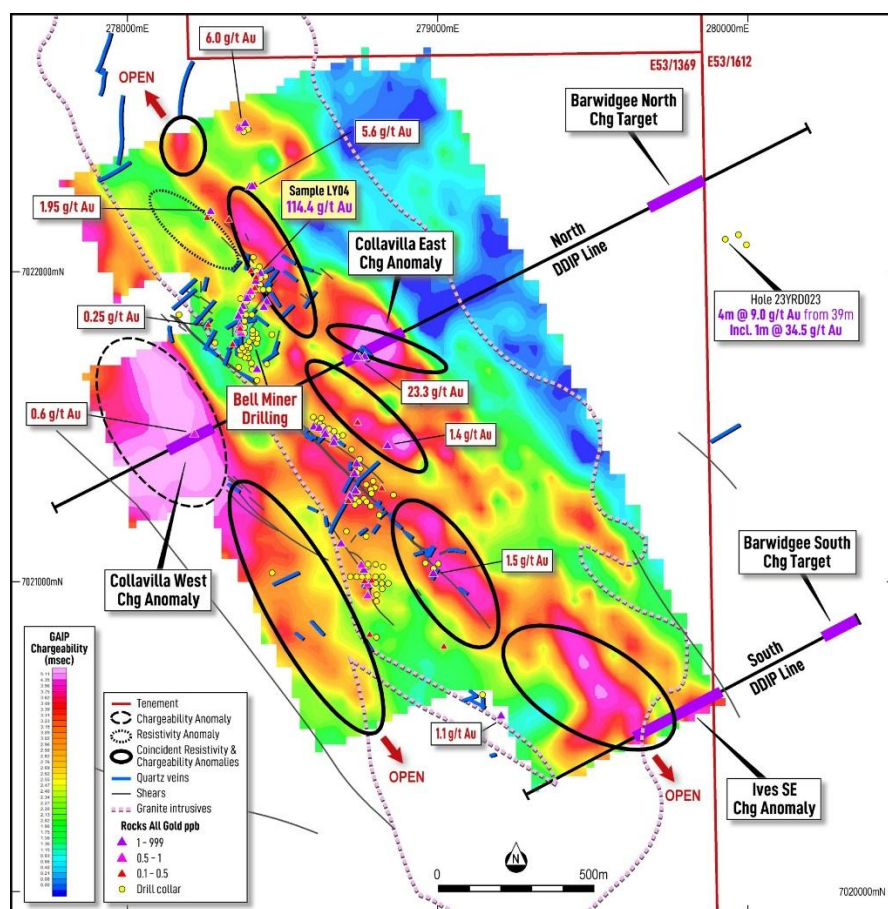 278000mE
279000mE
280000mE
6.0 g/t Au
E53/1369
E53/1612
OPEN
Barwidgee North
Chg Target
5.6 g/t Au
1.95 g/t Au
Sample LY04
114.4 g/t Au
Collavilla East
Chg Anomaly
North
DDIP Line
7022000mN
7022000mN
0.25 g/t Au
Hole 23YRD023
4m @ 9.0 g/t Au from 39m
Incl. 1m @ 34.5 g/t Au
23.3 g/t Au
Bell Miner
Drilling
0.6 g/t Au
1.4 g/t Au
Barwidgee South
Chg Target
1.5 g/t Au
7021000mN
7021000mN
Collavilla West
Chg Anomaly
South
DDIP Line
GAIP
Chargeability
(msec)
Tenement
Chargeability Anomaly
Resistivity Anomaly
Coincident Resistivity &
Chargeability Anomalies
Quartz veins
Shears
Granite intrusives
Rocks All Gold ppb
1 - 999
0.5 - 1
0.1 - 0.5
Drill collar
1.1 g/t Au
OPEN
OPEN
Ives SE
Chg Anomaly
N
0
500m
7020000mN